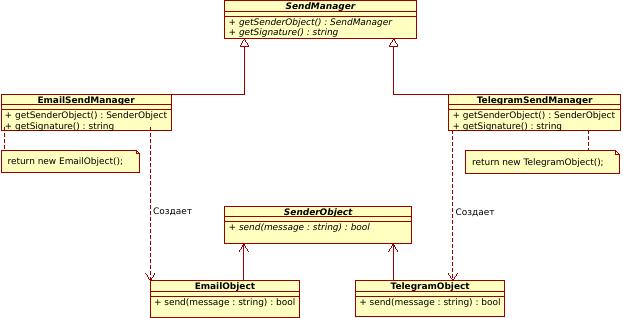 SendManager
+ getSenderObject() : SendManager
+ getSignature() : string
EmailSendManager
+ getSenderObject() : SenderObject
+ getSignature() : string
TelegramSendManager
+ getSenderObject() : SenderObject
+ getSignature() : string
return new EmailObject();
return new TelegramObject();
Создает
Создает
SenderObject
+ send(message : string) : bool
EmailObject
+ send(message : string) : bool
TelegramObject
+ send(message : string) : bool